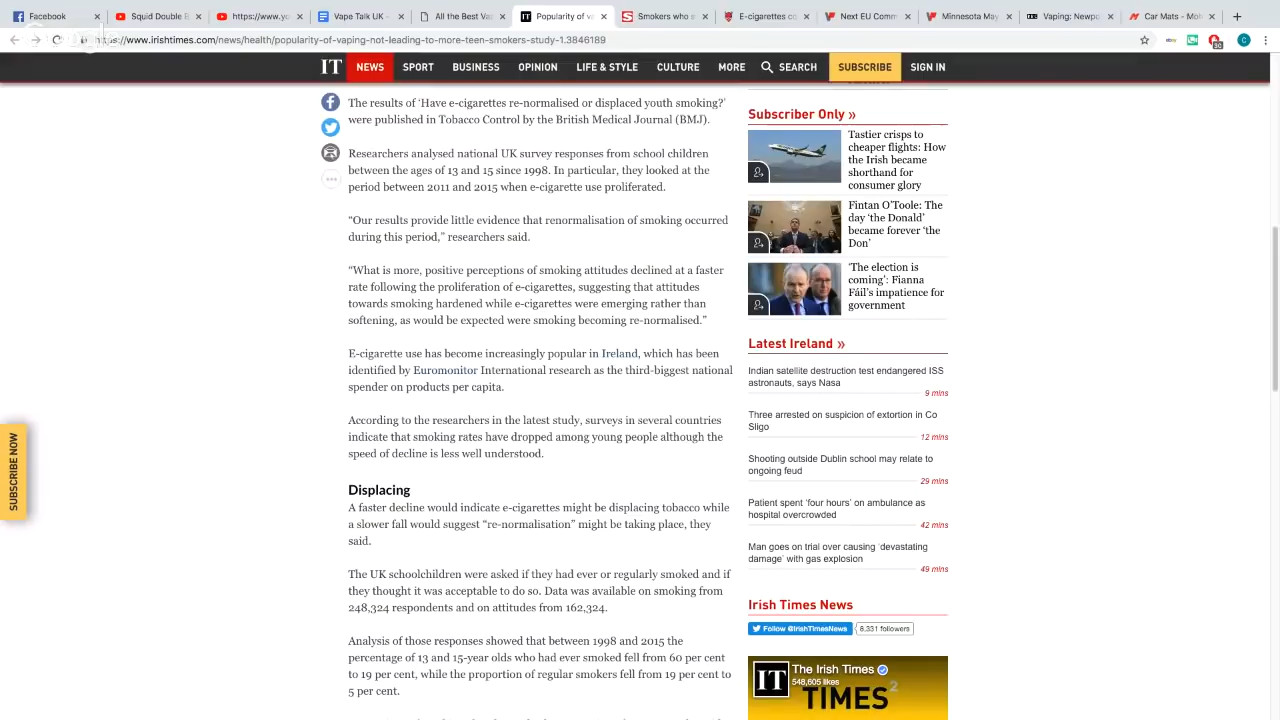 www.yo
Squid Double B
Vape Talk UK -
All the Best Va
Popularity of va
Smokers who s
E-cigarettes co
Next EU Comm
Minnesota May
Vaping: Newpo
Car Mats - Mot
ttps://www.irishtimes.com/news/health/popularity-of-vaping-not-leading-to-more-teen-smokers-study-1.3846189
30
C
IT NEWS SPORT BUSINESS OPINION LIFE & STYLE CULTURE MORE SEARCH SUBSCRIBE SIGN IN
The results of ‘Have e-cigarettes re-normalised or displaced youth smoking?’
were published in Tobacco Control by the British Medical Journal (BMJ).
Researchers analysed national UK survey responses from school children
between the ages of 13 and 15 since 1998. In particular, they looked at the
period between 2011 and 2015 when e-cigarette use proliferated.
“Our results provide little evidence that renormalisation of smoking occurred
during this period,” researchers said.
“What is more, positive perceptions of smoking attitudes declined at a faster
rate following the proliferation of e-cigarettes, suggesting that attitudes
towards smoking hardened while e-cigarettes were emerging rather than
softening, as would be expected were smoking becoming re-normalised.”
E-cigarette use has become increasingly popular in Ireland, which has been
identified by Euromonitor International research as the third-biggest national
spender on products per capita.
According to the researchers in the latest study, surveys in several countries
indicate that smoking rates have dropped among young people although the
speed of decline is less well understood.
Displacing
A faster decline would indicate e-cigarettes might be displacing tobacco while
a slower fall would suggest “re-normalisation” might be taking place, they
said.
The UK schoolchildren were asked if they had ever or regularly smoked and if
they thought it was acceptable to do so. Data was available on smoking from
248,324 respondents and on attitudes from 162,324.
Analysis of those responses showed that between 1998 and 2015 the
percentage of 13 and 15-year olds who had ever smoked fell from 60 per cent
to 19 per cent, while the proportion of regular smokers fell from 19 per cent to
5 per cent.
SUBSCRIBE NOW
Subscriber Only »
Tastier crisps to
cheaper flights: How
the Irish became
shorthand for
consumer glory
Fintan O’Toole: The
day ‘the Donald’
became forever ‘the
Don’
‘The election is
coming’: Fianna
Fáil’s impatience for
government
Latest Ireland »
Indian satellite destruction test endangered ISS
astronauts, says Nasa
9 mins
Three arrested on suspicion of extortion in Co
Sligo
12 mins
Shooting outside Dublin school may relate to
ongoing feud
29 mins
Patient spent ‘four hours’ on ambulance as
hospital overcrowded
42 mins
Man goes on trial over causing ‘devastating
damage’ with gas explosion
49 mins
Irish Times News
Follow @IrishTimesNews 8,331 followers
IT The Irish Times
548,605 likes
TIMES2